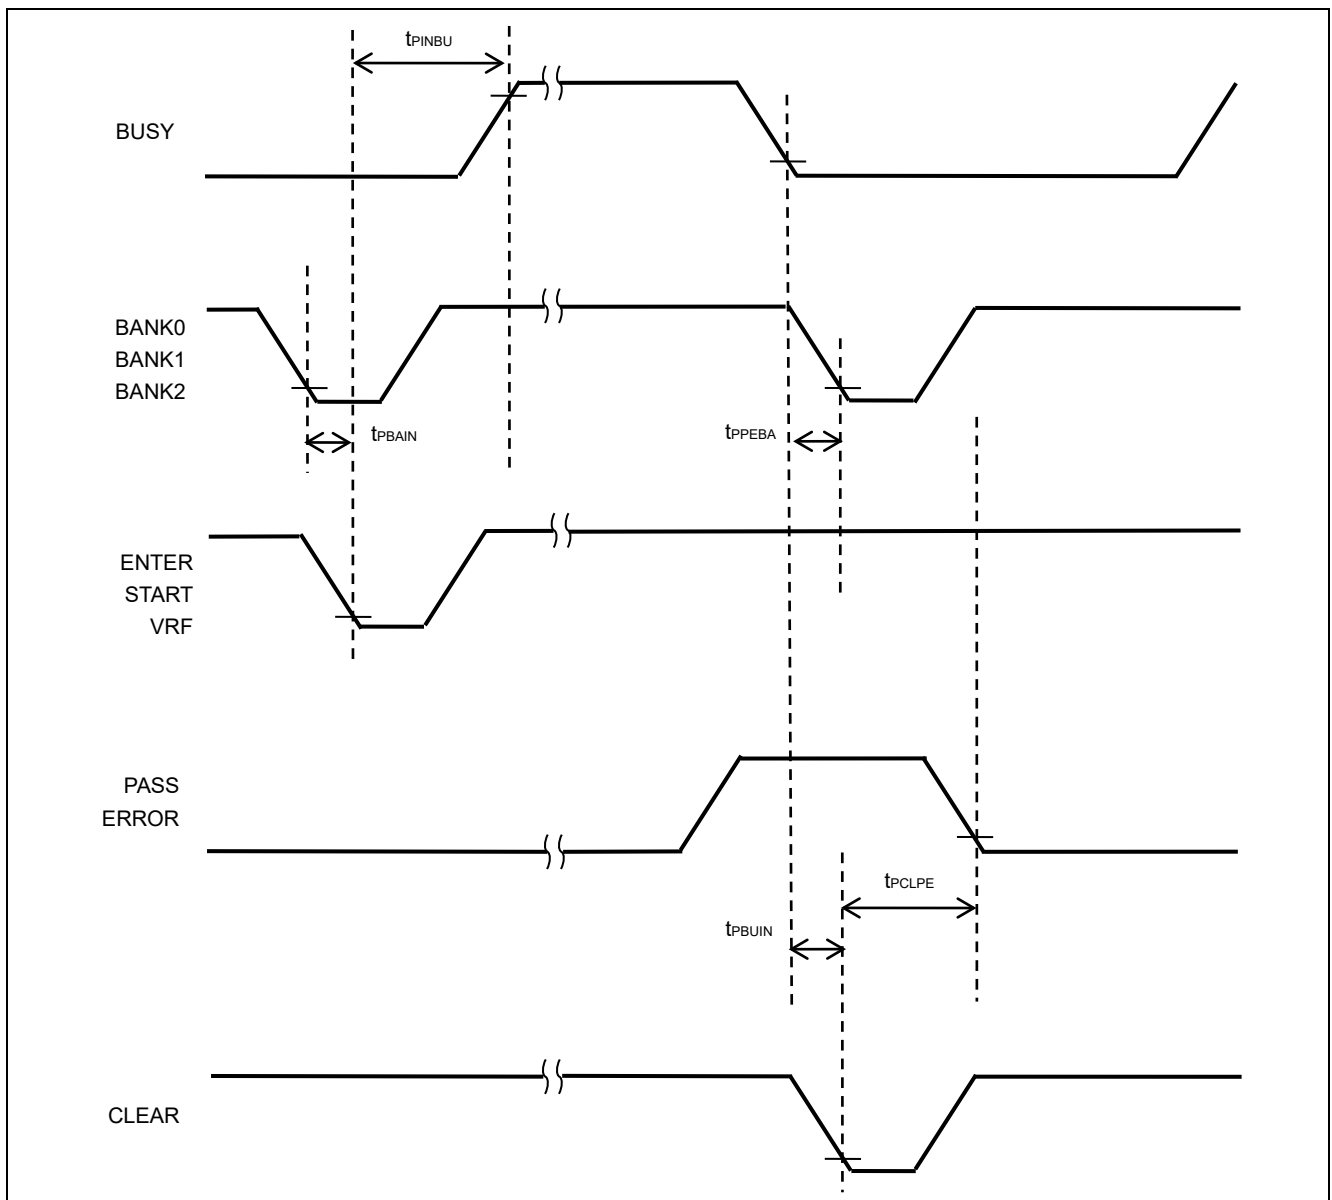 tPINBU
BUSY
BANK0
BANK1
BANK2
tPBAIN
tPPEBA
ENTER
START
VRF
PASS
ERROR
tPCLPE
tPBUIN
CLEAR